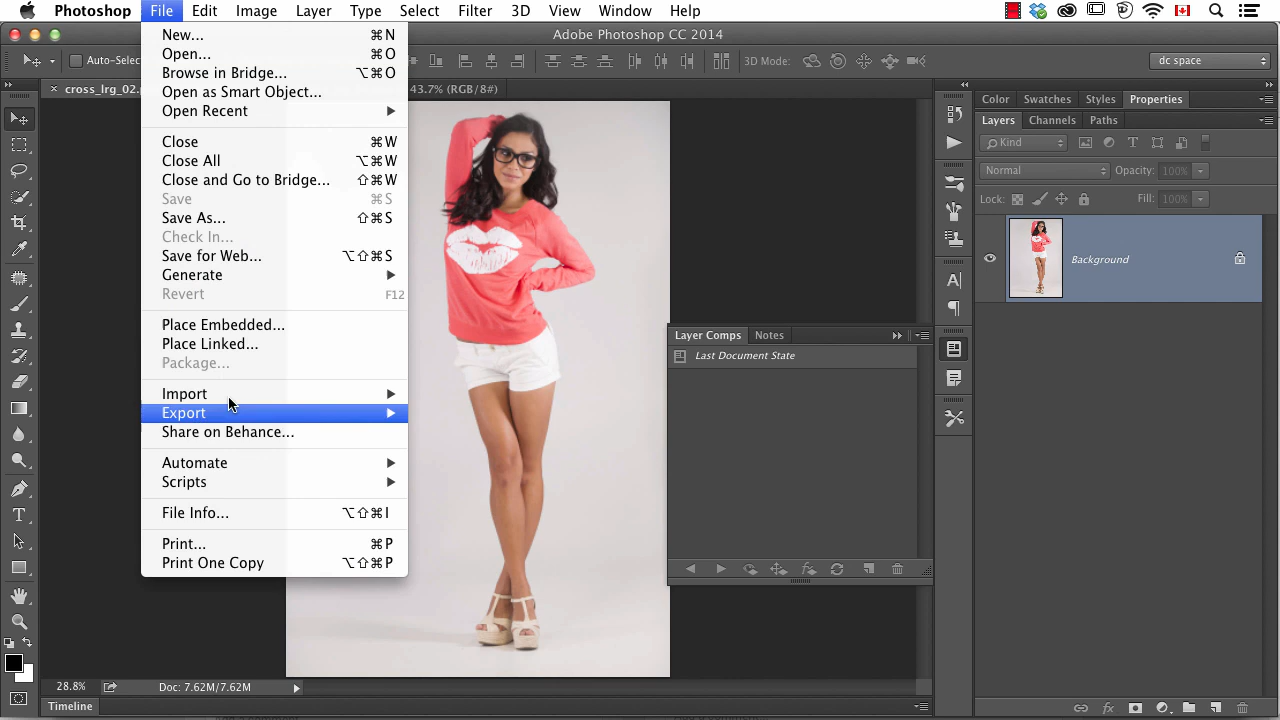 Photoshop File Edit Image Layer Type Select Filter 3D View Window Help
Adobe Photoshop CC 2014
Auto-Selec
3D Mode:
dc space
cross_lrg_02.
43.7% (RGB/8#)
New... ⌘N
Open... ⌘O
Browse in Bridge... ⌥⌘O
Open as Smart Object...
Open Recent
Close ⌘W
Close All ⌥⌘W
Close and Go to Bridge... ⇧⌘W
Save ⌘S
Save As... ⇧⌘S
Check In...
Save for Web... ⌥⇧⌘S
Generate
Revert F12
Place Embedded...
Place Linked...
Package...
Import
Export
Share on Behance...
Automate
Scripts
File Info... ⌥⇧⌘I
Print... ⌘P
Print One Copy ⌥⇧⌘P
Layer Comps Notes
Last Document State
Color Swatches Styles Properties
Layers Channels Paths
Kind
Normal Opacity: 100%
Lock: Fill: 100%
Background
28.8% Doc: 7.62M/7.62M
Timeline